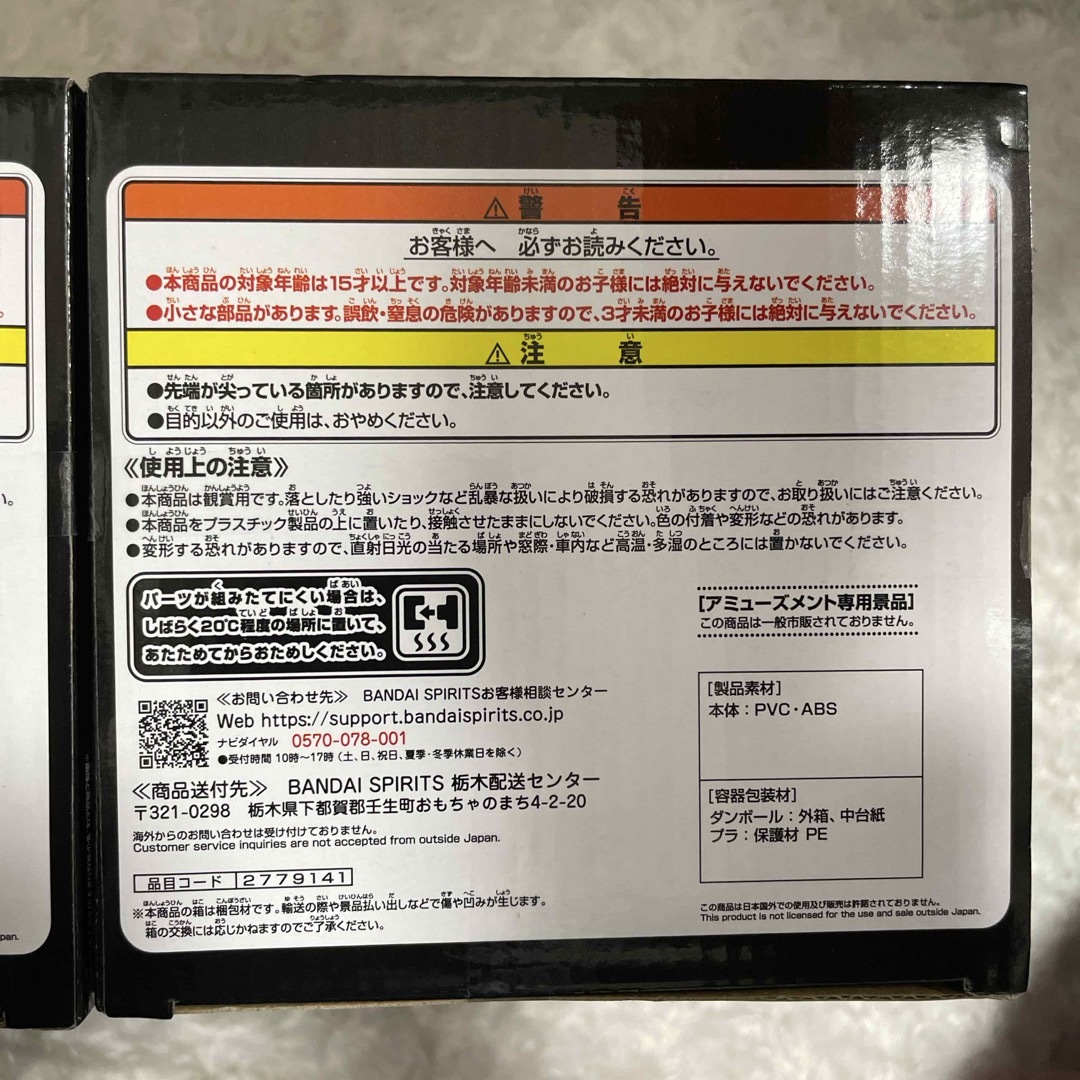 ⚠警告
お客様へ 必ずお読みください。
●本商品の対象年齢は15才以上です。対象年齢未満のお子様には絶対に与えないでください。
●小さな部品があります。誤飲・窒息の危険がありますので、3才未満のお子様には絶対に与えないでください。
⚠注意
●先端が尖っている箇所がありますので、注意してください。
●目的以外のご使用は、おやめください。
《使用上の注意》
●本商品は観賞用です。落としたり強いショックなど乱暴な扱いにより破損する恐れがありますので、お取り扱いにはご注意ください。
●本商品をプラスチック製品の上に置いたり、接触させたままにしないでください。色の付着や変形などの恐れがあります。
●変形する恐れがありますので、直射日光の当たる場所や窓際・車内など高温・多湿のところには置かないでください。
パーツが組みたてにくい場合は、
しばらく20℃程度の場所に置いて、
あたためてからおためしください。
[アミューズメント専用景品]
この商品は一般市販されておりません。
≪お問い合わせ先≫ BANDAI SPIRITSお客様相談センター
Web https://support.bandaispirits.co.jp
ナビダイヤル 0570-078-001
●受付時間 10時〜17時（土、日、祝日、夏季・冬季休業日を除く）
≪商品送付先≫ BANDAI SPIRITS 栃木配送センター
〒321-0298 栃木県下都賀郡壬生町おもちゃのまち4-2-20
海外からのお問い合わせは受け付けておりません。
Customer service inquiries are not accepted from outside Japan.
[製品素材]
本体：PVC・ABS
[容器包装材]
ダンボール：外箱、中台紙
プラ：保護材 PE
品目コード 2779141
※本商品の箱は梱包材です。輸送の際や景品払い出しなどで傷や凹みが生じます。
箱の交換には応じかねますのでご了承ください。
この商品は日本国外での使用及び販売は許諾されておりません。
This product is not licensed for the use and sale outside Japan.